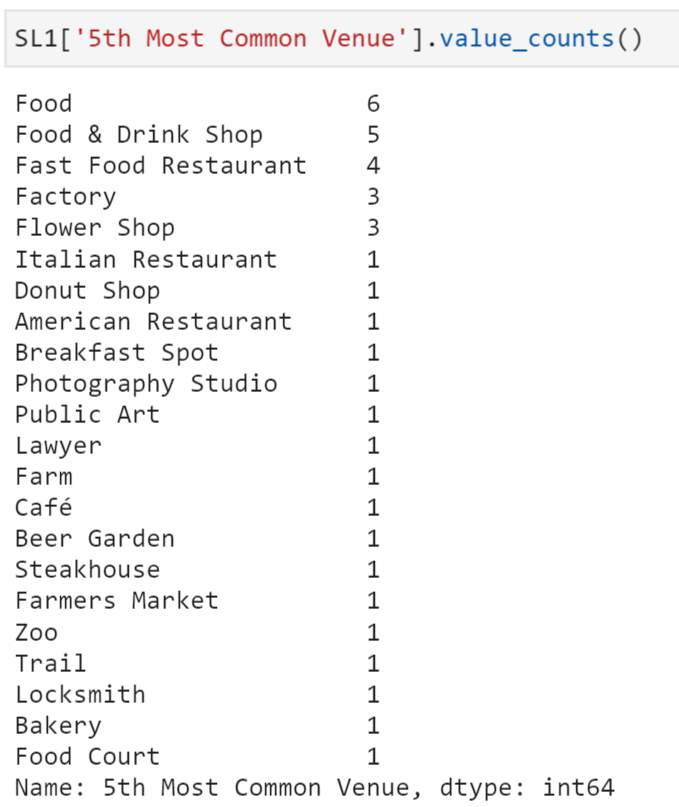 SL1['5th Most Common Venue'].value_counts()
Food 6
Food & Drink Shop 5
Fast Food Restaurant 4
Factory 3
Flower Shop 3
Italian Restaurant 1
Donut Shop 1
American Restaurant 1
Breakfast Spot 1
Photography Studio 1
Public Art 1
Lawyer 1
Farm 1
Café 1
Beer Garden 1
Steakhouse 1
Farmers Market 1
Zoo 1
Trail 1
Locksmith 1
Bakery 1
Food Court 1
Name: 5th Most Common Venue, dtype: int64